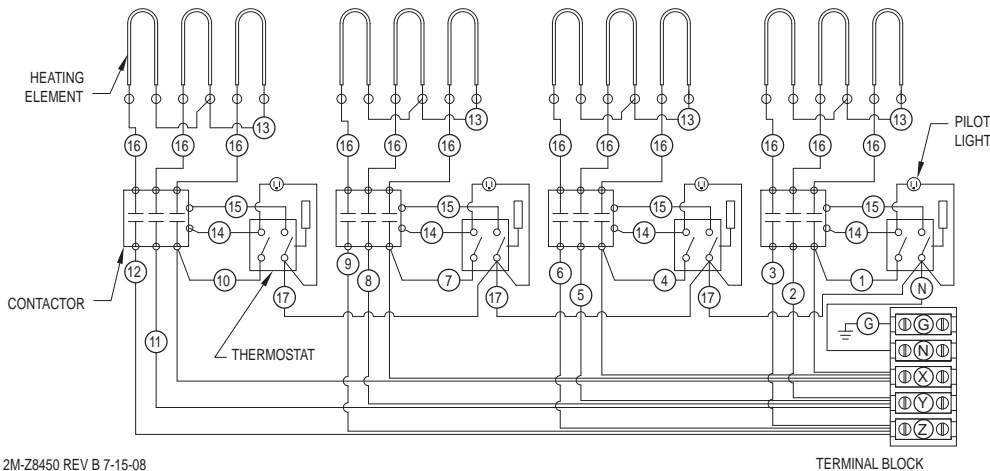 HEATING
ELEMENT
13
13
13
13
PILOT
LIGHT
16
16
16
16
16
16
16
16
16
16
16
16
15
15
15
15
14
14
14
14
CONTACTOR
12
10
9
8
7
6
5
4
3
2
1
N
17
17
17
11
THERMOSTAT
G
G
N
X
Y
Z
2M-Z8450 REV B 7-15-08
TERMINAL BLOCK